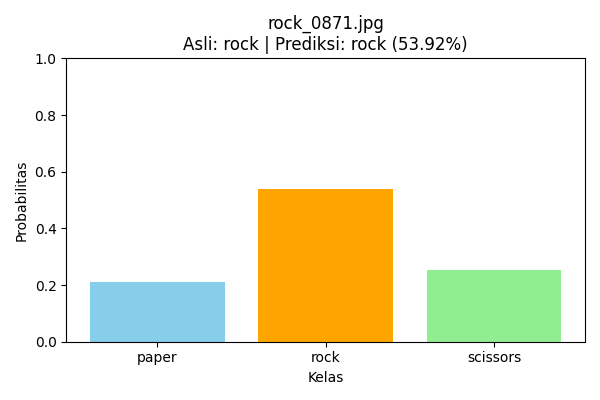 rock_0871.jpg
Asli: rock | Prediksi: rock (53.92%)
1.0
0.8
0.6
0.4
0.2
0.0
Probabilitas
paper rock scissors
Kelas